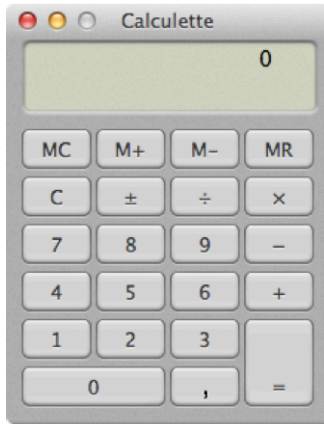 Calculette
0
MC M+ M− MR
C ± ÷ ×
7 8 9 −
4 5 6 +
1 2 3
0 , =